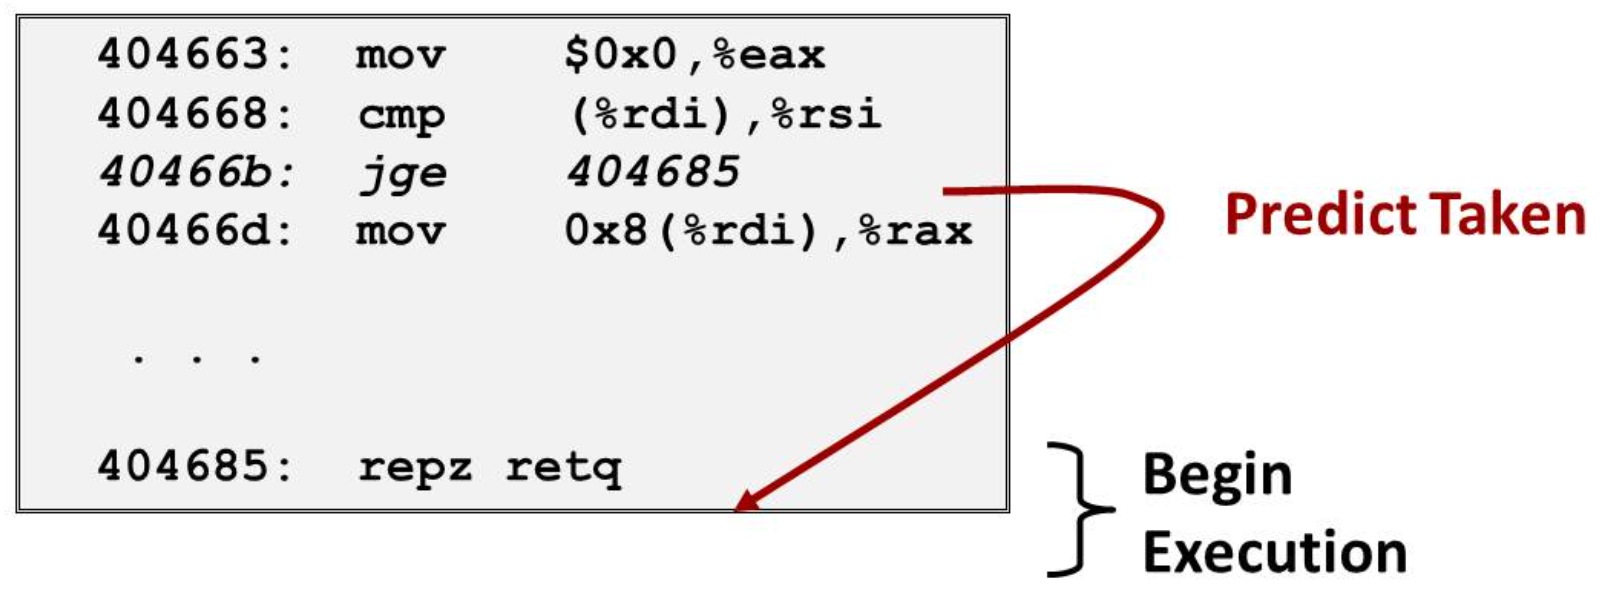 404663: mov $0x0,%eax
404668: cmp (%rdi),%rsi
40466b: jge 404685
40466d: mov 0x8(%rdi),%rax
. . .
404685: repz retq
Predict Taken
Begin
Execution